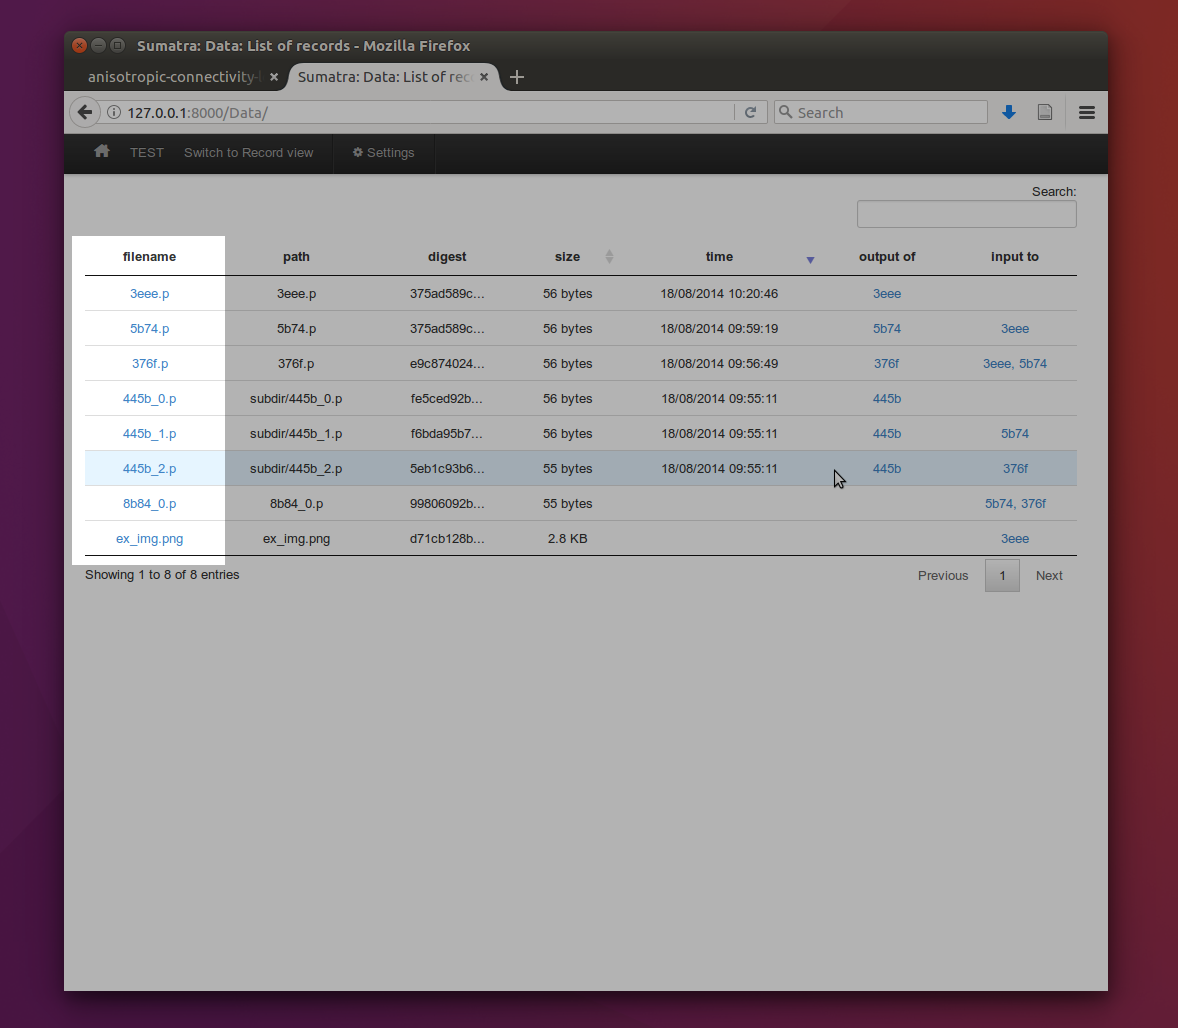 Sumatra: Data: List of records - Mozilla Firefox
anisotropic-connectivity- Sumatra: Data: List of rec
127.0.0.1:8000/Data/ Search
TEST Switch to Record view Settings
Search:
filename path digest size time output of input to
3eee.p 3eee.p 375ad589c... 56 bytes 18/08/2014 10:20:46 3eee
5b74.p 5b74.p 375ad589c... 56 bytes 18/08/2014 09:59:19 5b74 3eee
376f.p 376f.p e9c874024... 56 bytes 18/08/2014 09:56:49 376f 3eee, 5b74
445b_0.p subdir/445b_0.p fe5ced92b... 56 bytes 18/08/2014 09:55:11 445b
445b_1.p subdir/445b_1.p f6bda95b7... 56 bytes 18/08/2014 09:55:11 445b 5b74
445b_2.p subdir/445b_2.p 5eb1c93b6... 55 bytes 18/08/2014 09:55:11 445b 376f
8b84_0.p 8b84_0.p 99806092b... 55 bytes 5b74, 376f
ex_img.png ex_img.png d71cb128b... 2.8 KB 3eee
Showing 1 to 8 of 8 entries Previous 1 Next